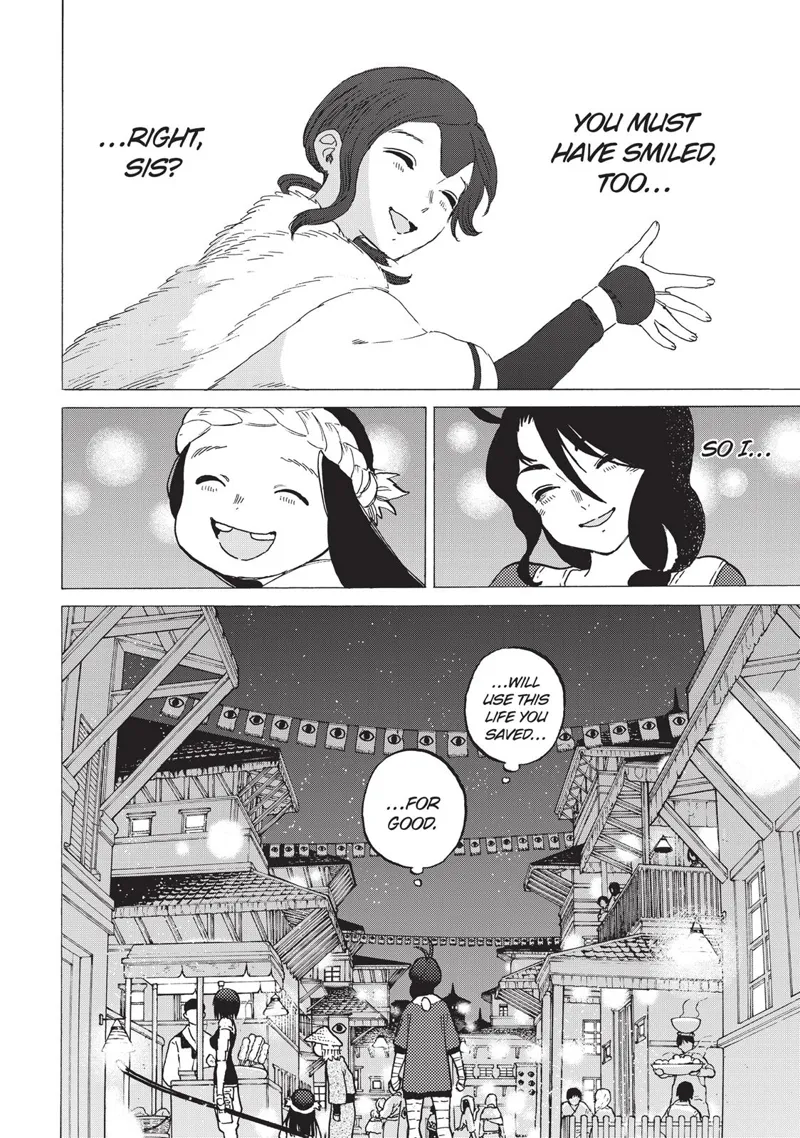 YOU MUST
HAVE SMILED,
TOO...
...RIGHT,
SIS?
SO I...
...WILL
USE THIS
LIFE YOU
SAVED...
...FOR
GOOD.